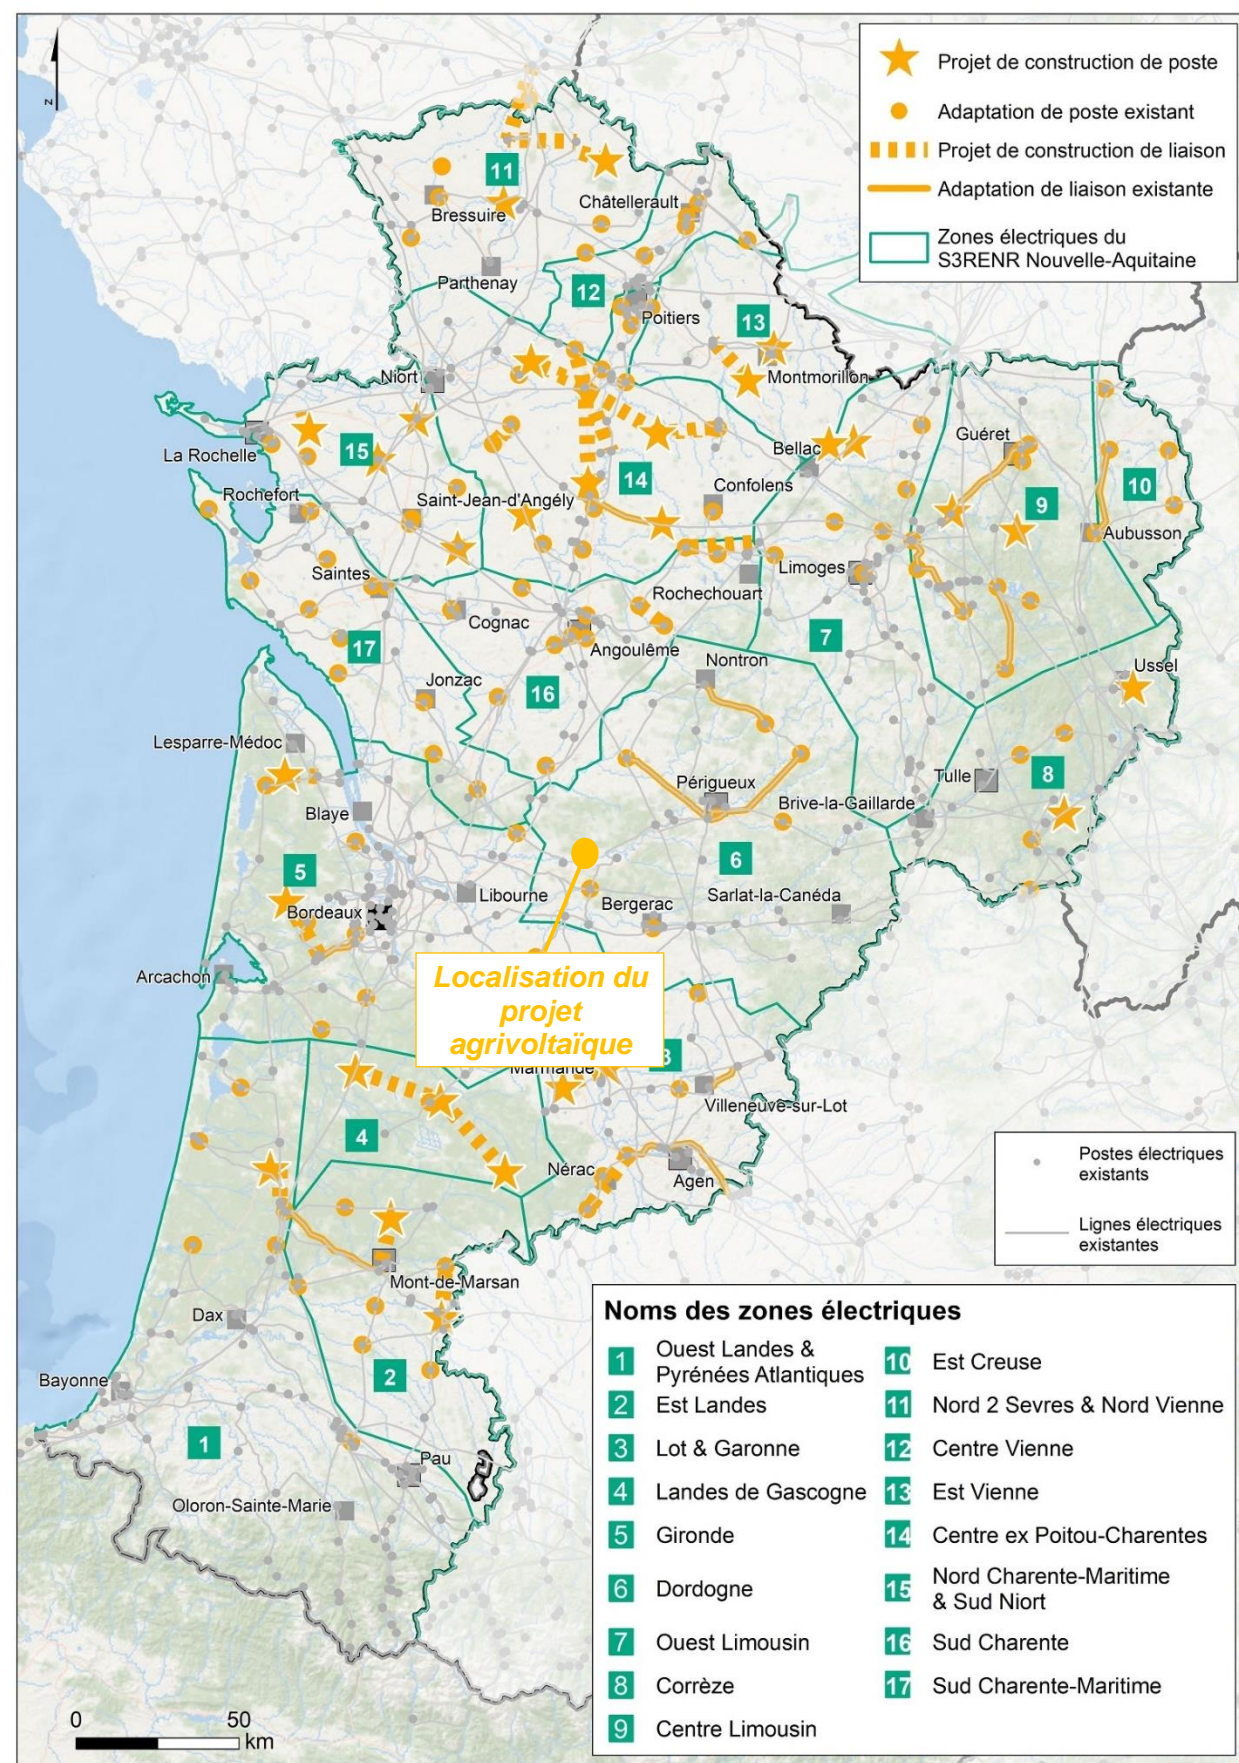 N
Projet de construction de poste
Adaptation de poste existant
Projet de construction de liaison
Adaptation de liaison existante
Zones électriques du
S3RENR Nouvelle-Aquitaine
11
Bressuire
Châtellerault
Parthenay
12
Poitiers
13
Montmorillon
Niort
La Rochelle
15
Bellac
Guéret
Rochefort
Saint-Jean-d'Angély
14
Confolens
9
10
Aubusson
Saintes
Limoges
Rochechouart
Cognac
Angoulême
17
7
Nontron
Ussel
Jonzac
16
Lesparre-Médoc
Périgueux
Tulle
8
Blaye
Brive-la-Gaillarde
5
6
Libourne
Sarlat-la-Canéda
Bordeaux
Bergerac
Arcachon
Localisation du
projet
agrivoltaïque
Marmande
3
Villeneuve-sur-Lot
4
Nérac
Agen
Postes électriques
existants
Lignes électriques
existantes
Mont-de-Marsan
Dax
Bayonne
2
1
Pau
Oloron-Sainte-Marie
Noms des zones électriques
1 Ouest Landes &
Pyrénées Atlantiques
2 Est Landes
3 Lot & Garonne
4 Landes de Gascogne
5 Gironde
6 Dordogne
7 Ouest Limousin
8 Corrèze
9 Centre Limousin
10 Est Creuse
11 Nord 2 Sevres & Nord Vienne
12 Centre Vienne
13 Est Vienne
14 Centre ex Poitou-Charentes
15 Nord Charente-Maritime
& Sud Niort
16 Sud Charente
17 Sud Charente-Maritime
0 50
km